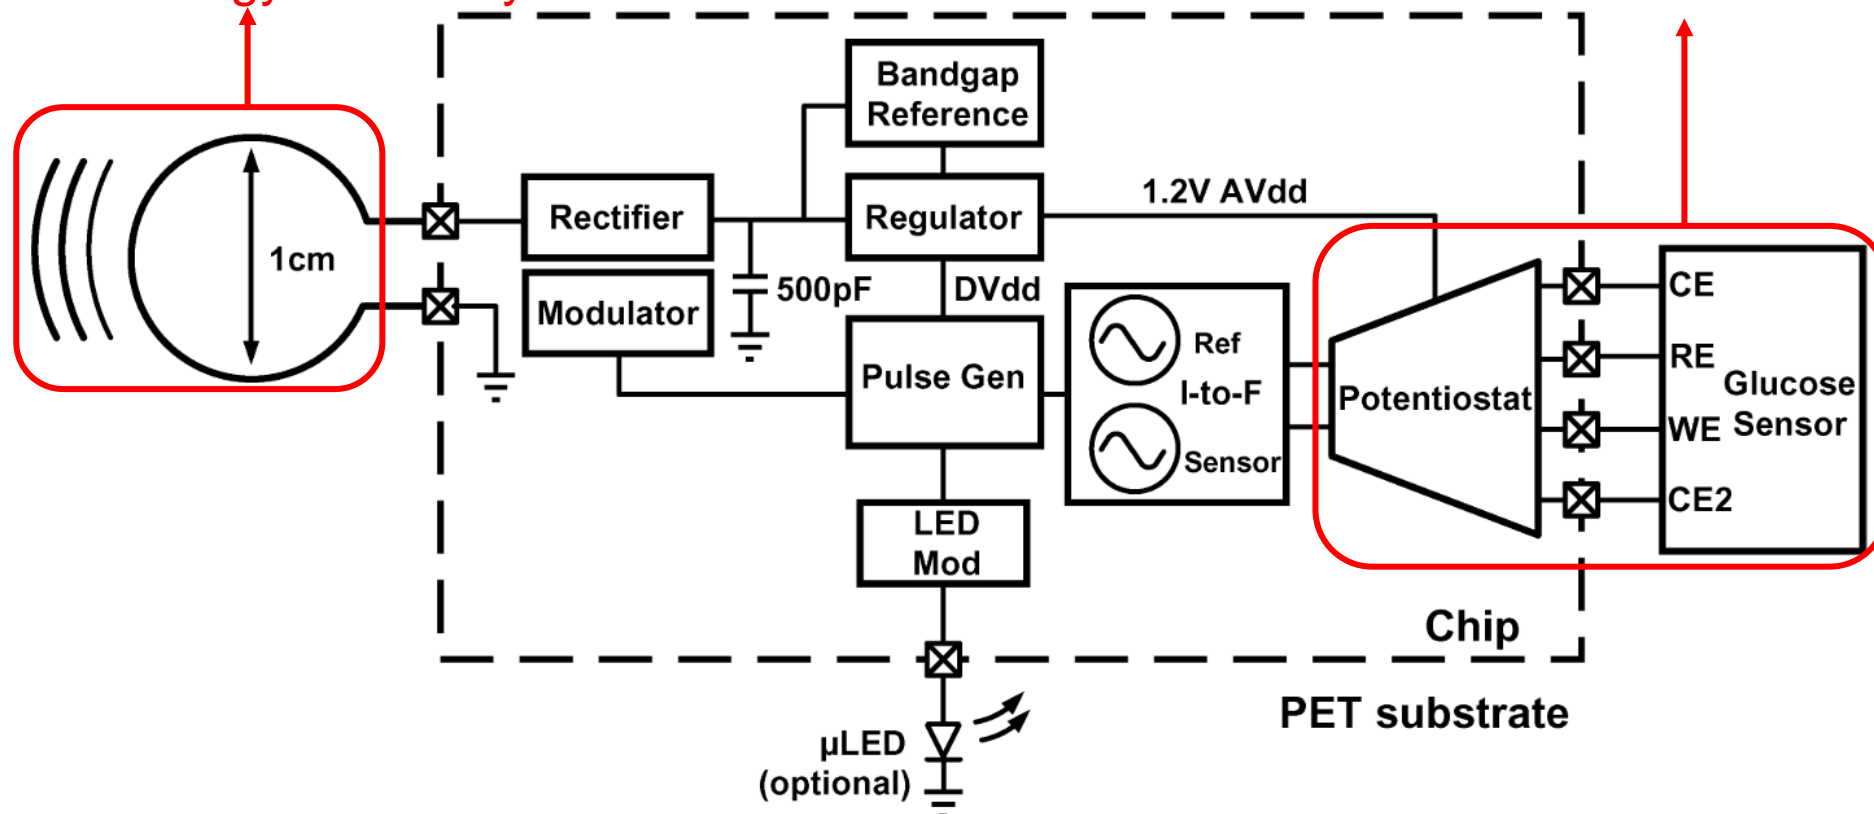 Bandgap
Reference
1.2V AVdd
Rectifier
Regulator
1cm
500pF
DVdd
CE
Modulator
Ref
RE
Pulse Gen
I-to-F
Potentiostat
Glucose
Sensor
WE
Sensor
CE2
LED
Mod
Chip
PET substrate
µLED
(optional)